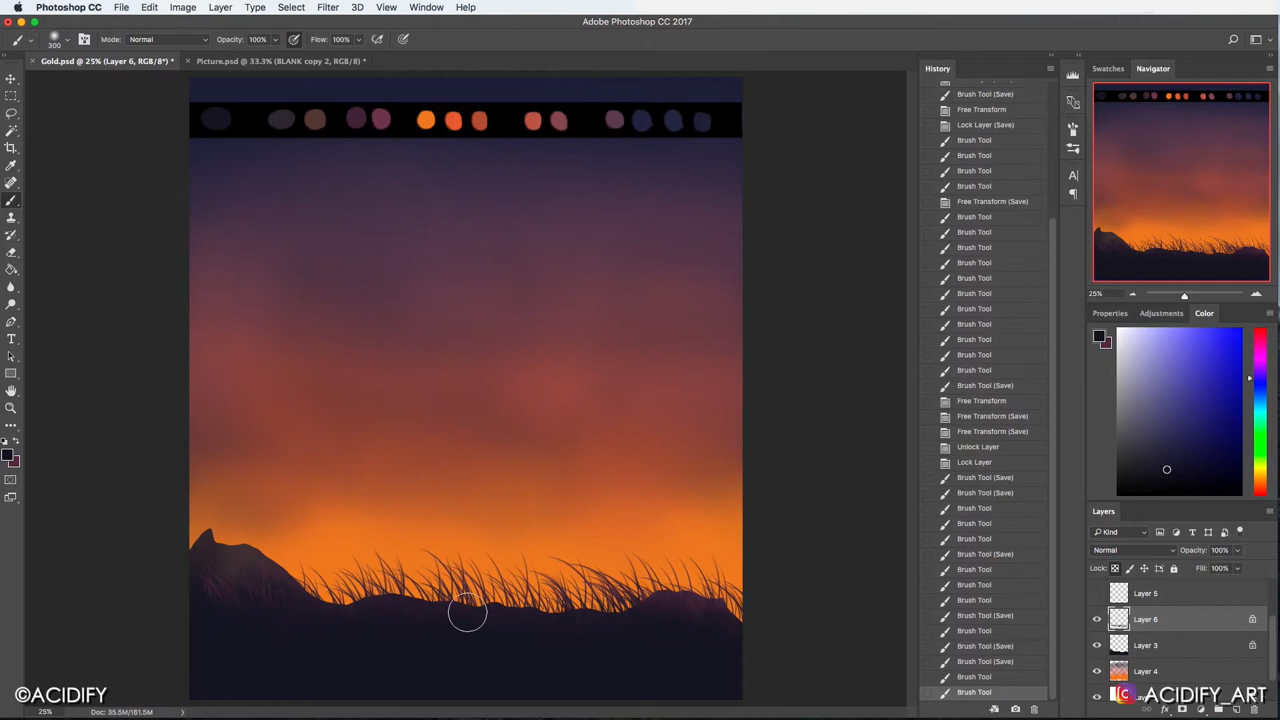 Photoshop CC File Edit Image Layer Type Select Filter 3D View Window Help
Adobe Photoshop CC 2017
300 Mode: Normal Opacity: 100% Flow: 100%
Gold.psd @ 25% (Layer 6, RGB/8*) * Picture.psd @ 33.3% (BLANK copy 2, RGB/8) *
History
Brush Tool (Save)
Free Transform
Lock Layer (Save)
Brush Tool
Brush Tool
Brush Tool
Brush Tool
Free Transform (Save)
Brush Tool
Brush Tool
Brush Tool
Brush Tool
Brush Tool
Brush Tool
Brush Tool
Brush Tool
Brush Tool
Brush Tool
Brush Tool
Brush Tool (Save)
Free Transform
Free Transform (Save)
Free Transform (Save)
Unlock Layer
Lock Layer
Brush Tool (Save)
Brush Tool (Save)
Brush Tool
Brush Tool
Brush Tool
Brush Tool (Save)
Brush Tool
Brush Tool
Brush Tool
Brush Tool (Save)
Brush Tool
Brush Tool (Save)
Brush Tool (Save)
Brush Tool
Brush Tool
Swatches Navigator
25%
Properties Adjustments Color
Layers
Kind
Normal Opacity: 100%
Lock: Fill: 100%
Layer 5
Layer 6
Layer 3
Layer 4
©ACIDIFY
ACIDIFY_ART
25% Doc: 35.5M/161.5M